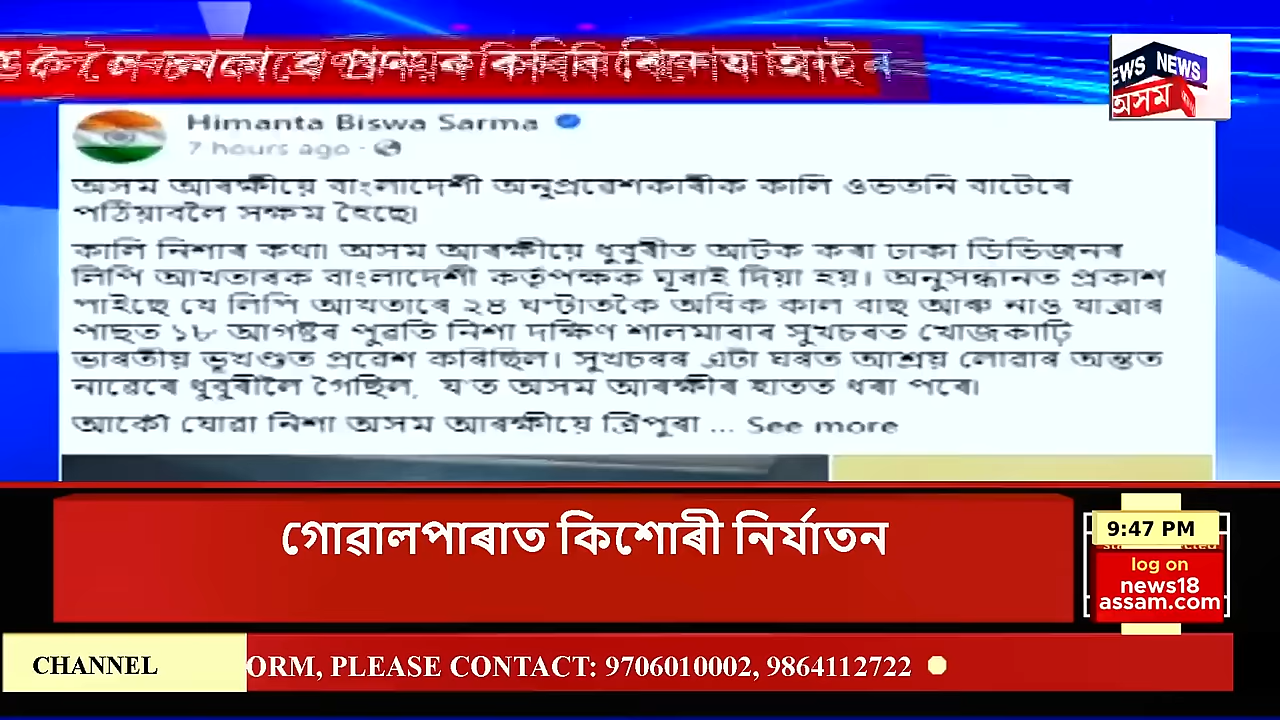 NEWS NEWS
অসম
Himanta Biswa Sarma
7 hours ago ·
অসম আৰক্ষীয়ে বাংলাদেশী অনুপ্ৰৱেশকাৰীক কালি ওভতনি বাটেৰে
পঠিয়াবলৈ সক্ষম হৈছে।
কালি নিশাৰ কথা। অসম আৰক্ষীয়ে ধুবুৰীত আটক কৰা ঢাকা ডিভিজনৰ
লিপি আখতাৰক বাংলাদেশী কৰ্তৃপক্ষক ঘূৰাই দিয়া হয়। অনুসন্ধানত প্ৰকাশ
পাইছে যে লিপি আখতাৰে ২৪ ঘণ্টাতকৈ অধিক কাল বাছ আৰু নাও যাত্ৰাৰ
পাছত ১৮ আগষ্টৰ পুৱতি নিশা দক্ষিণ শালমাৰাৰ সুখচৰত খোজকাঢ়ি
ভাৰতীয় ভূখণ্ডত প্ৰৱেশ কৰিছিল। সুখচৰৰ এটা ঘৰত আশ্ৰয় লোৱাৰ অন্তত
নাৱেৰে ধুবুৰীলৈ গৈছিল, য'ত অসম আৰক্ষীৰ হাতত ধৰা পৰে।
আকৌ যোৱা নিশা অসম আৰক্ষীয়ে ত্ৰিপুৰা ... See more
গোৱালপাৰাত কিশোৰী নিৰ্যাতন
9:47 PM
log on
news18
assam.com
CHANNEL
ORM, PLEASE CONTACT: 9706010002, 9864112722